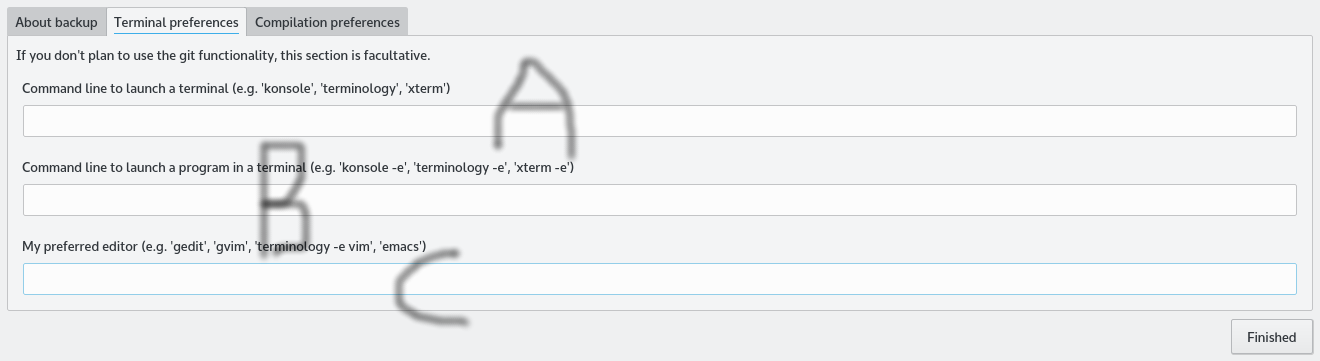 About backup Terminal preferences Compilation preferences
If you don't plan to use the git functionality, this section is facultative.
Command line to launch a terminal (e.g. 'konsole', 'terminology', 'xterm')
A
Command line to launch a program in a terminal (e.g. 'konsole -e', 'terminology -e', 'xterm -e')
B
My preferred editor (e.g. 'gedit', 'gvim', 'terminology -e vim', 'emacs')
C
Finished